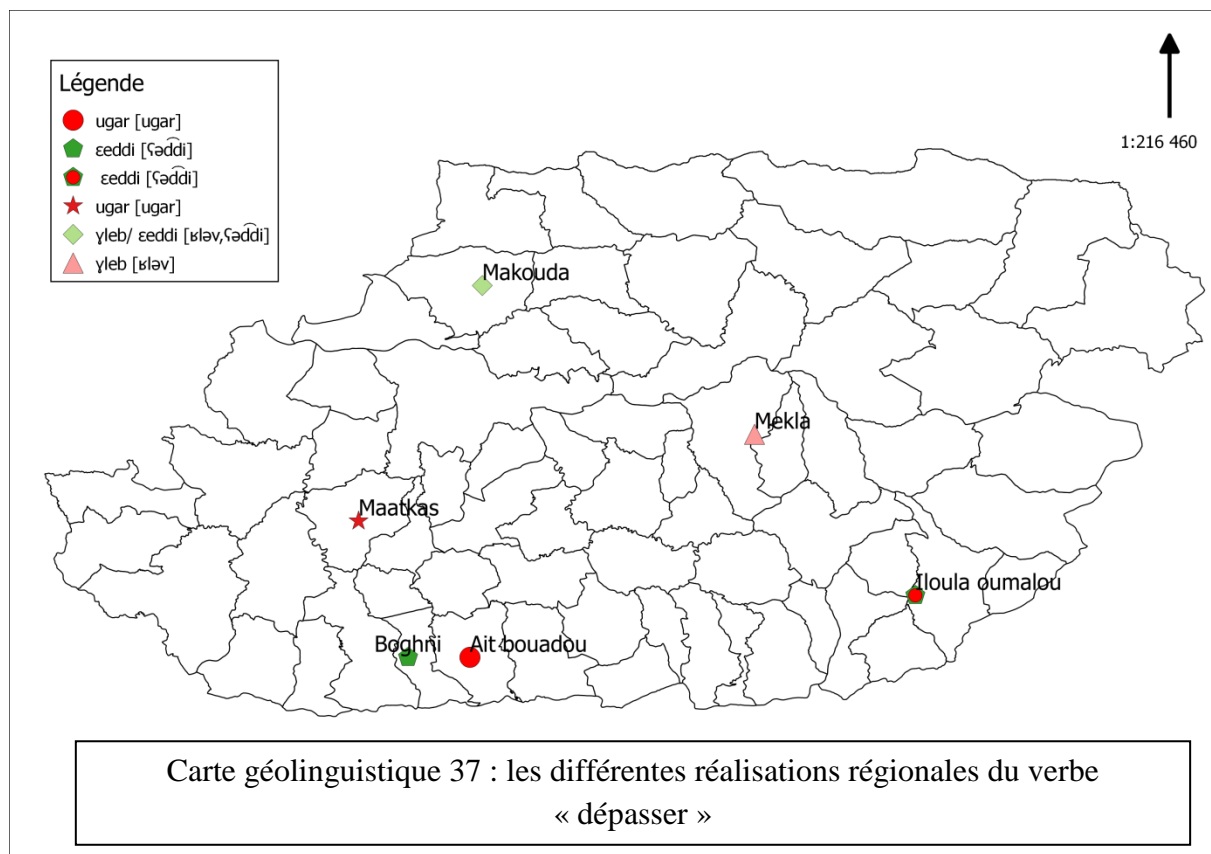 Légende
ugar [ugar]
ɛeddi [ʕəd͡di]
ɛeddi [ʕəd͡di]
ugar [ugar]
ɣleb/ ɛeddi [ʁləv,ʕəd͡di]
ɣleb [ʁləv]
1:216 460
Makouda
Mekla
Maatkas
Iloula oumalou
Boghni
Ait bouadou
Carte géolinguistique 37 : les différentes réalisations régionales du verbe
« dépasser »